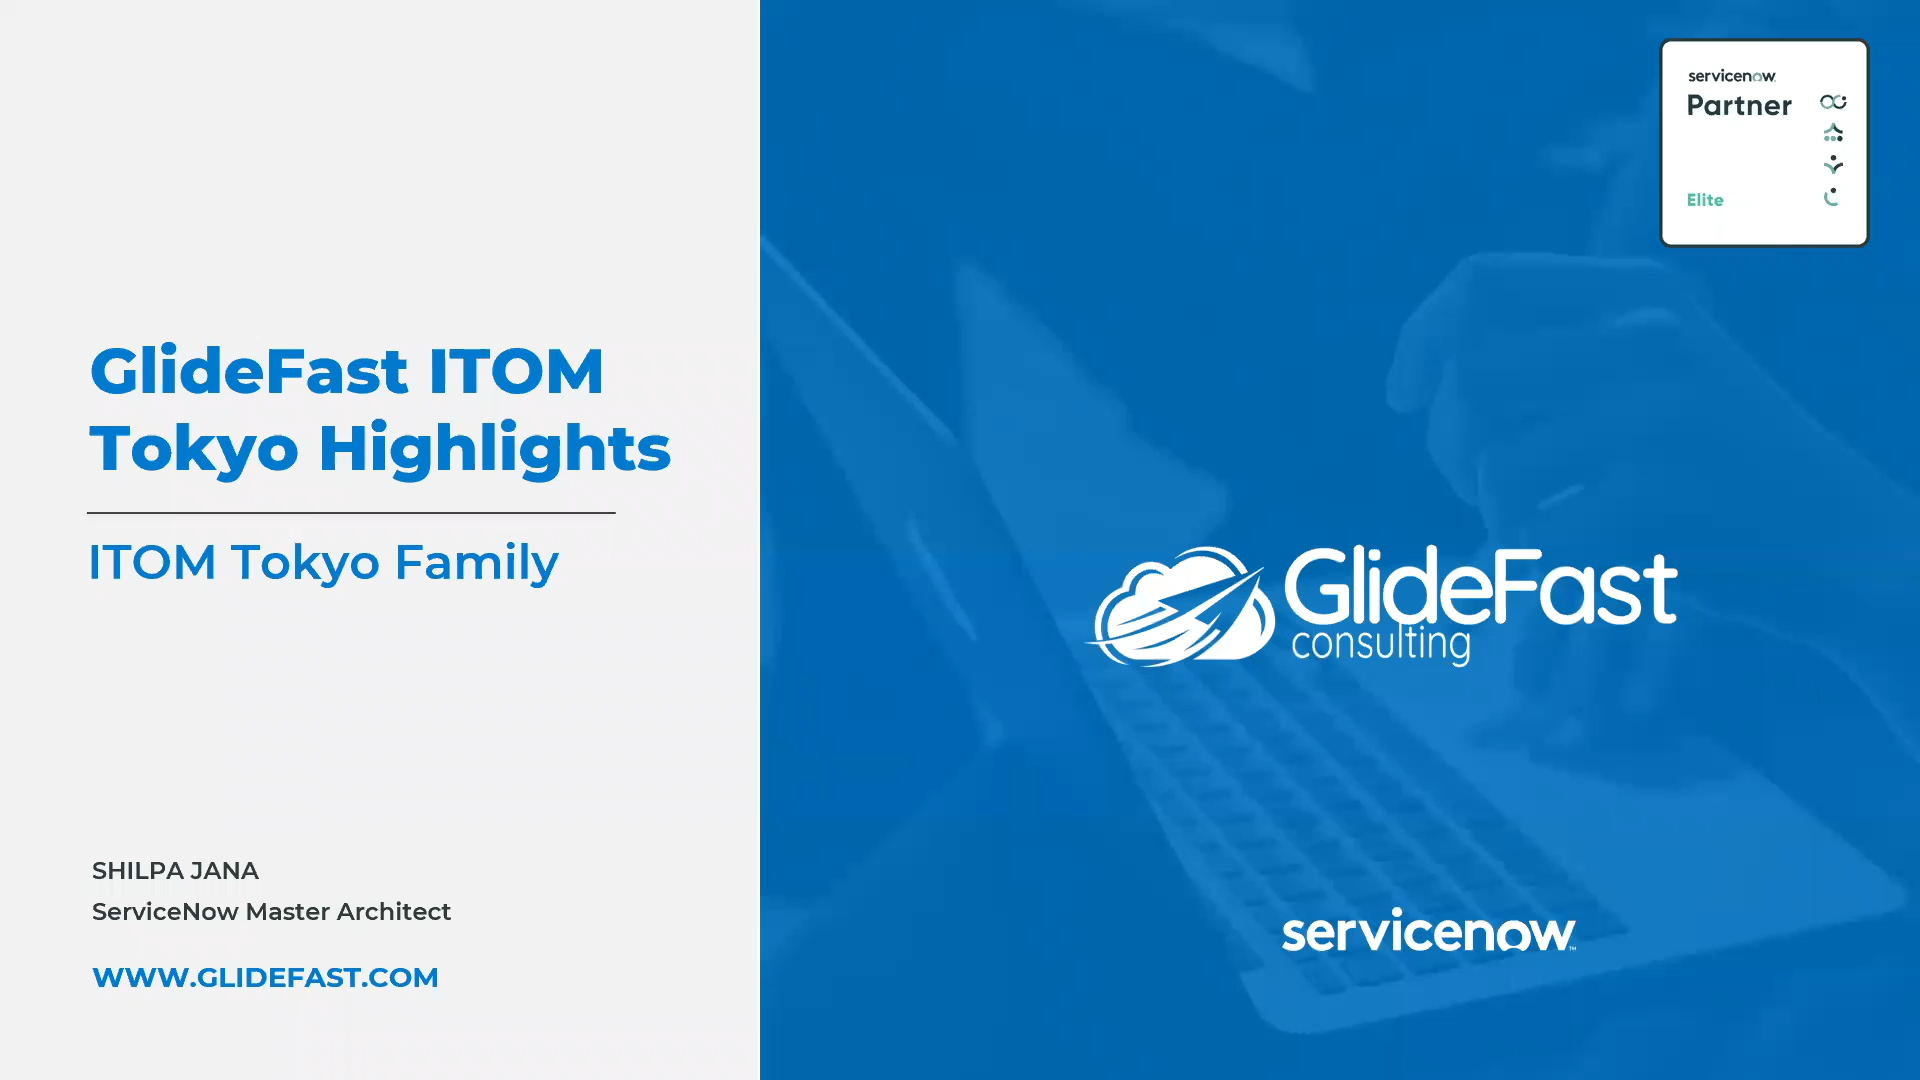 GlideFast ITOM
Tokyo Highlights
ITOM Tokyo Family
SHILPA JANA
ServiceNow Master Architect
WWW.GLIDEFAST.COM
servicenow
Partner
Elite
GlideFast
consulting
servicenow™